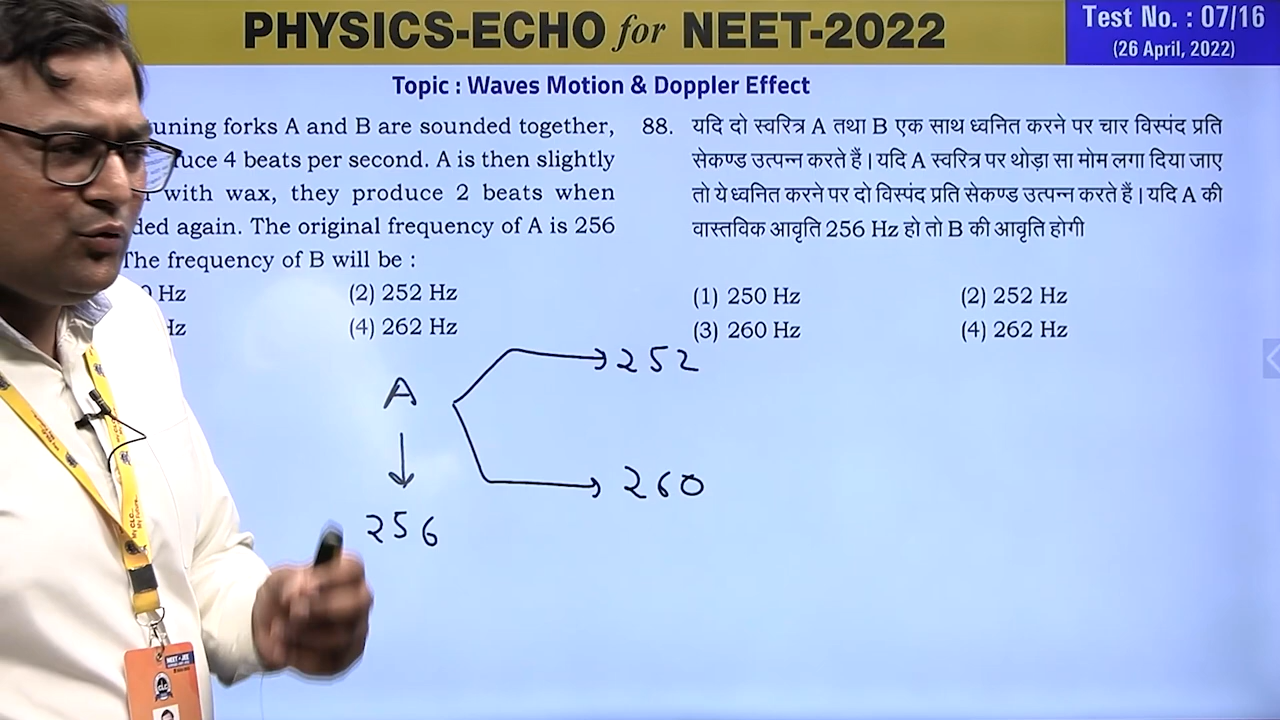 PHYSICS-ECHO for NEET-2022
Test No. : 07/16
(26 April, 2022)
Topic : Waves Motion & Doppler Effect
forks A and B are sounded together,
4 beats per second. A is then slightly
with wax, they produce 2 beats when
again. The original frequency of A is 256
The frequency of B will be :
Hz
(2) 252 Hz
Hz
(4) 262 Hz
88. यदि दो स्वरित्र A तथा B एक साथ ध्वनित करने पर चार विस्पंद प्रति
सेकण्ड उत्पन्न करते हैं। यदि A स्वरित्र पर थोड़ा सा मोम लगा दिया जाए
तो ये ध्वनित करने पर दो विस्पंद प्रति सेकण्ड उत्पन्न करते हैं। यदि A की
वास्तविक आवृति 256 Hz हो तो B की आवृति होगी
(1) 250 Hz
(2) 252 Hz
(3) 260 Hz
(4) 262 Hz
A
252
260
256
NEET - JEE
CLC